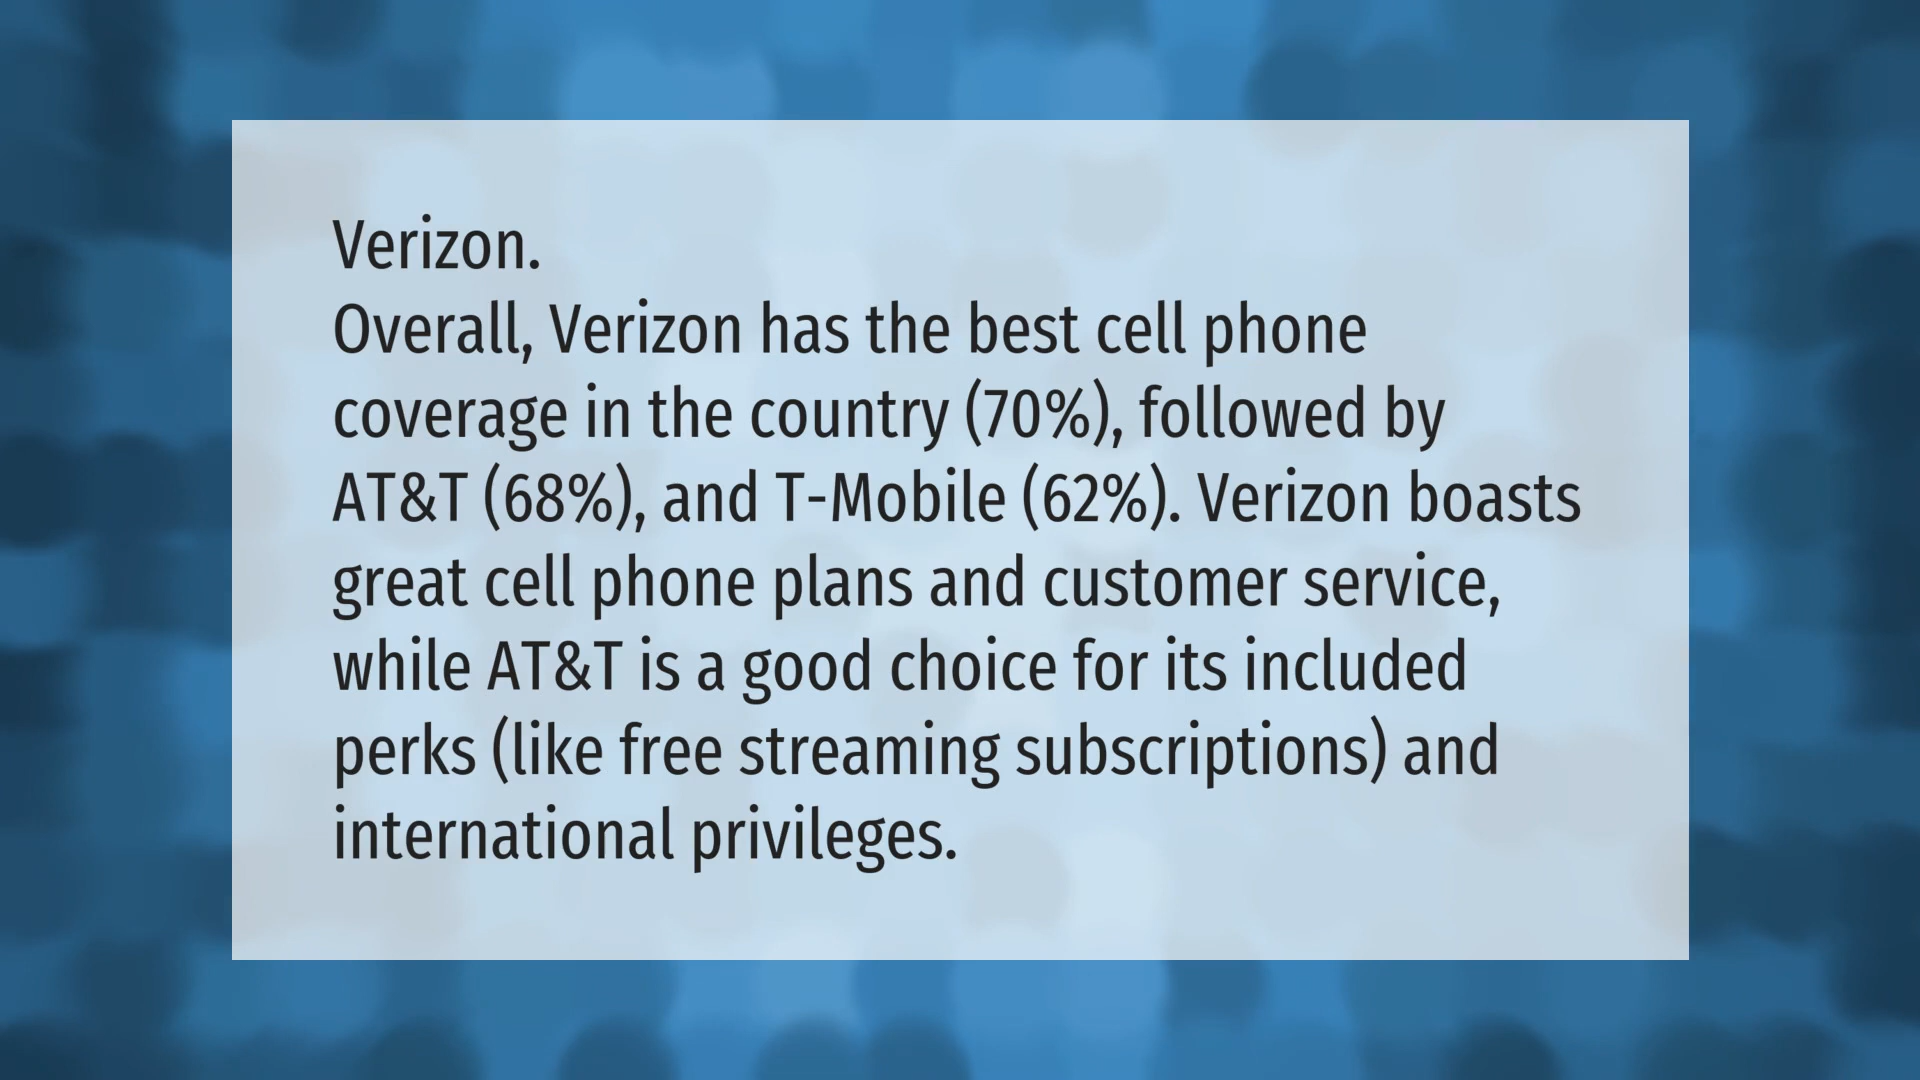 Verizon.
Overall, Verizon has the best cell phone
coverage in the country (70%), followed by
AT&T (68%), and T-Mobile (62%). Verizon boasts
great cell phone plans and customer service,
while AT&T is a good choice for its included
perks (like free streaming subscriptions) and
international privileges.